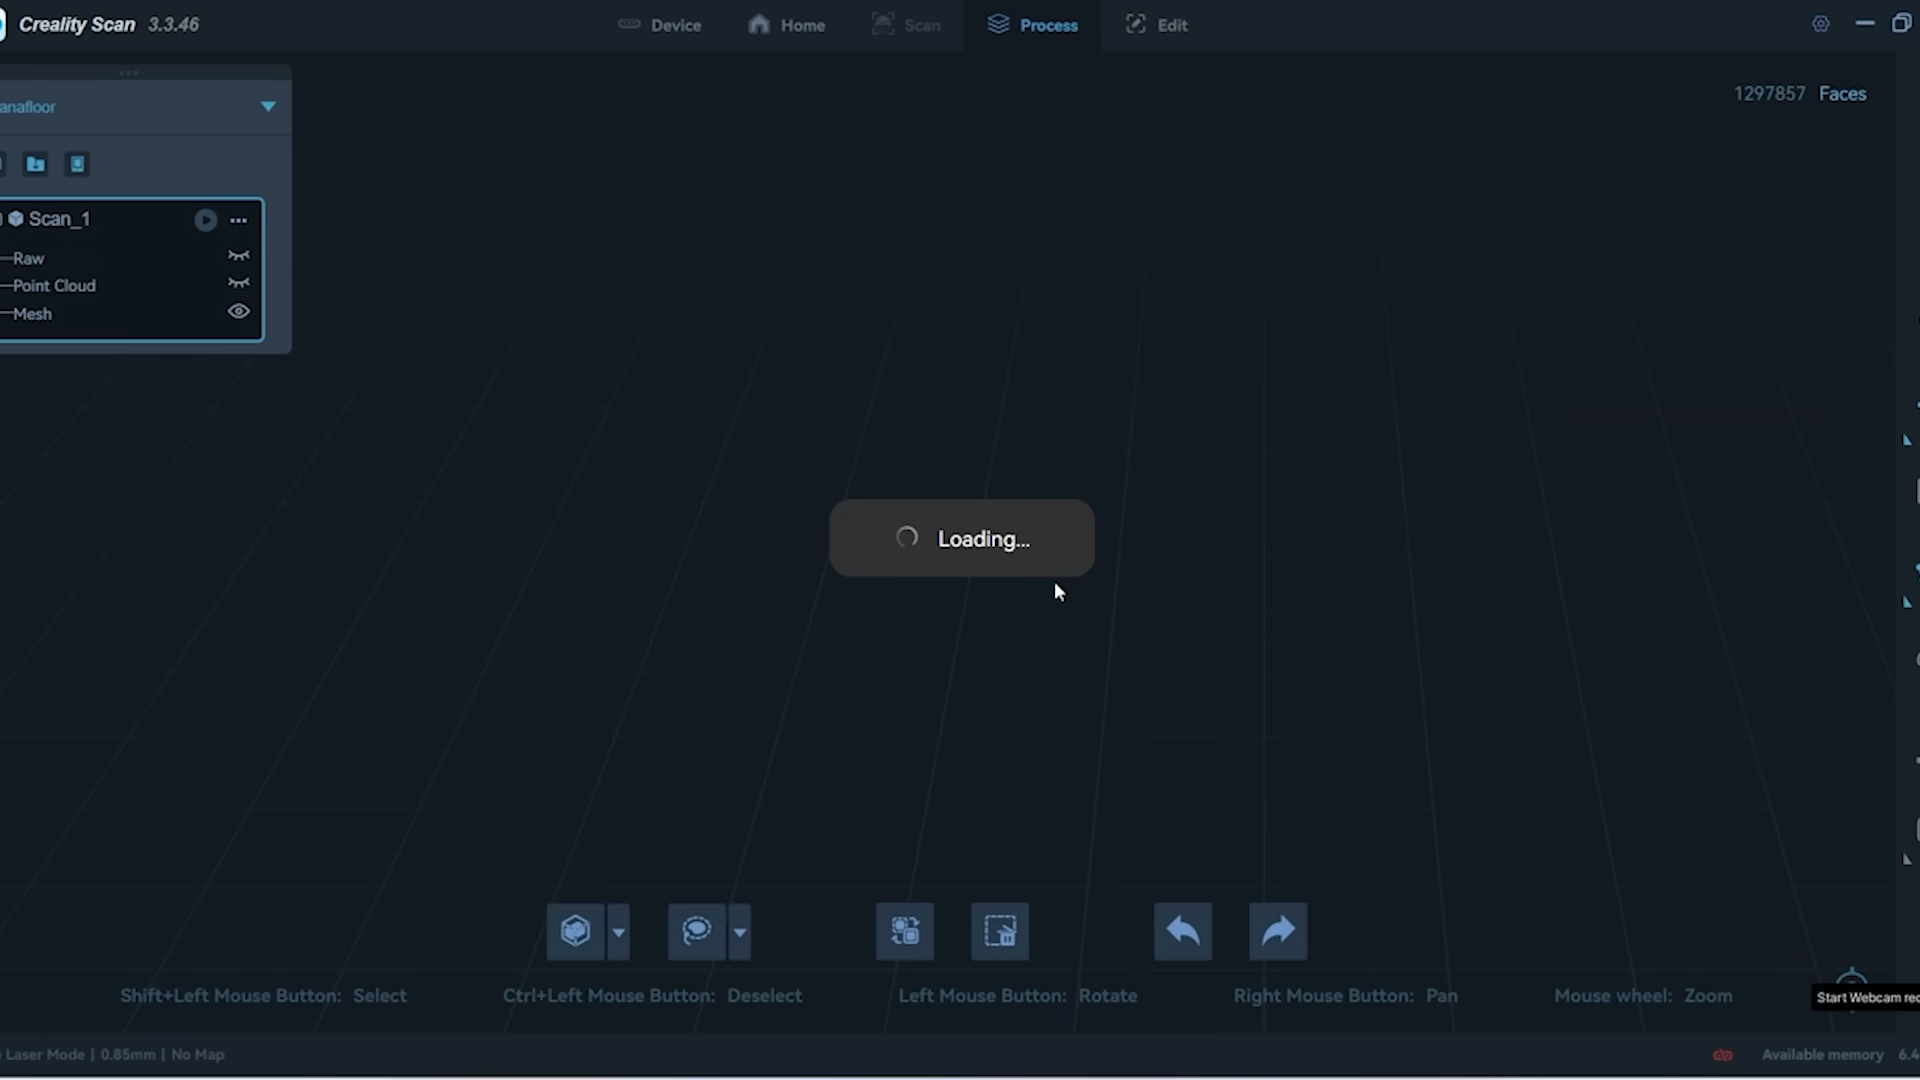 Creality Scan 3.3.46
Device
Home
Scan
Process
Edit
1297857 Faces
anafloor
Scan_1
Raw
Point Cloud
Mesh
Loading...
Shift+Left Mouse Button: Select
Ctrl+Left Mouse Button: Deselect
Left Mouse Button: Rotate
Right Mouse Button: Pan
Mouse wheel: Zoom
Start Webcam rec
Laser Mode | 0.85mm | No Map
Available memory 6.4